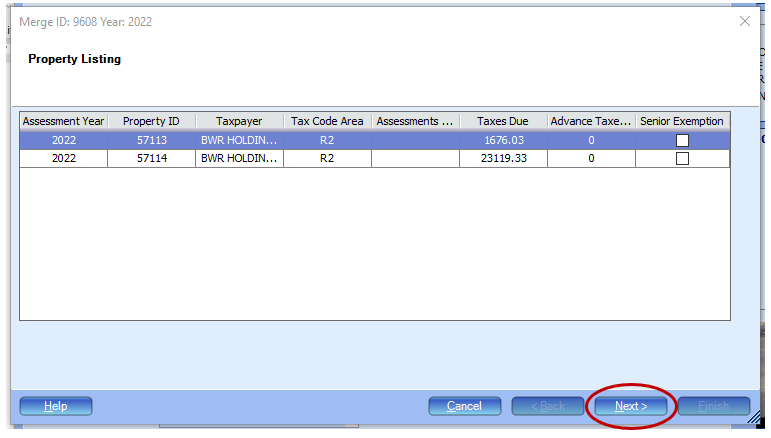 Merge ID: 9608 Year: 2022
Property Listing
Assessment Year Property ID Taxpayer Tax Code Area Assessments ... Taxes Due Advance Taxe... Senior Exemption
2022 57113 BWR HOLDIN... R2 1676.03 0
2022 57114 BWR HOLDIN... R2 23119.33 0
Help Cancel < Back Next > Finish